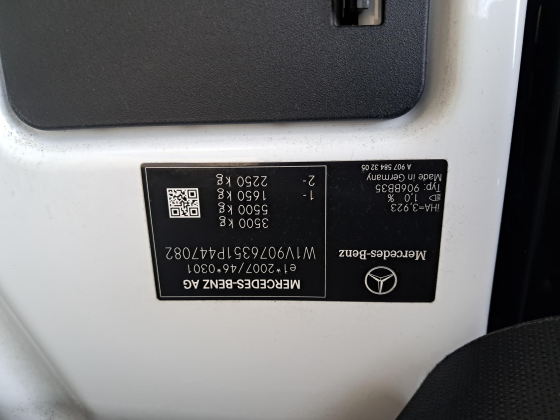 MERCEDES-BENZ AG
e1*2007/46*0301
W1V9076351P447082
3500 kg
5500 kg
1- 1650 kg
2- 2250 kg
Mercedes-Benz
iHA=3,923
1.0 %
Typ: 906BB35
Made in Germany
A 907 584 32 05